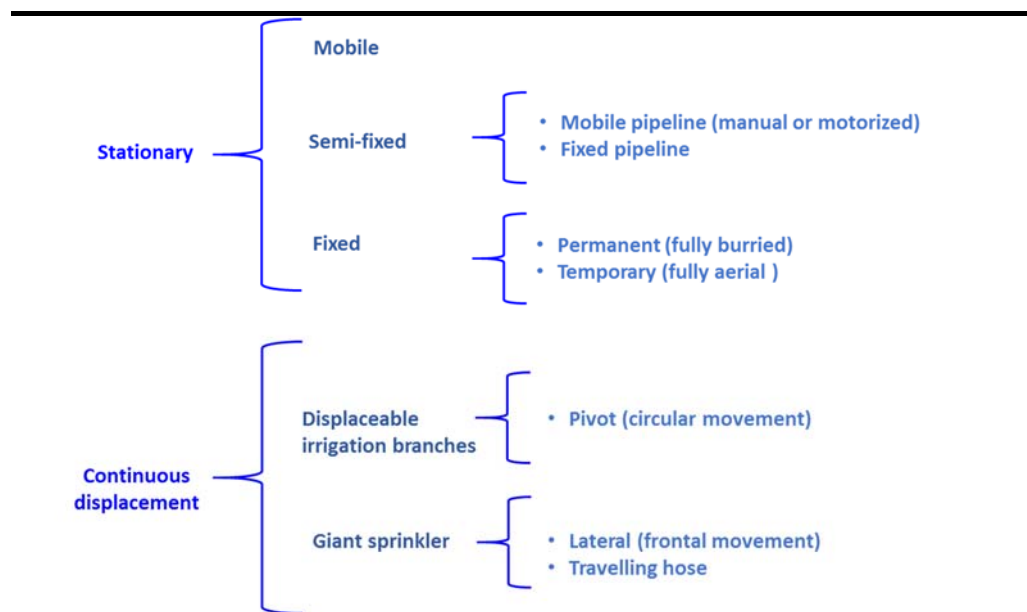 Mobile
Stationary
Semi-fixed
• Mobile pipeline (manual or motorized)
• Fixed pipeline
Fixed
• Permanent (fully burried)
• Temporary (fully aerial )
Continuous
displacement
Displaceable
irrigation branches
• Pivot (circular movement)
Giant sprinkler
• Lateral (frontal movement)
• Travelling hose